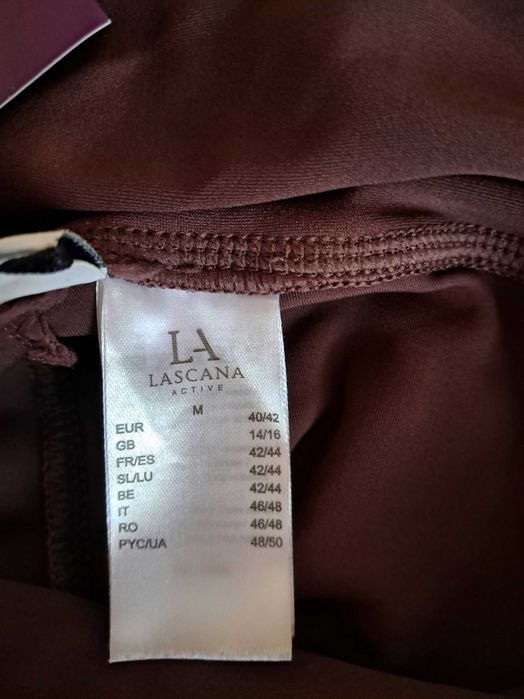 LA
LASCANA
ACTIVE
M 40/42
EUR 14/16
GB 42/44
FR/ES 42/44
SL/LU 42/44
BE 46/48
IT 46/48
RO 48/50
PYC/UA